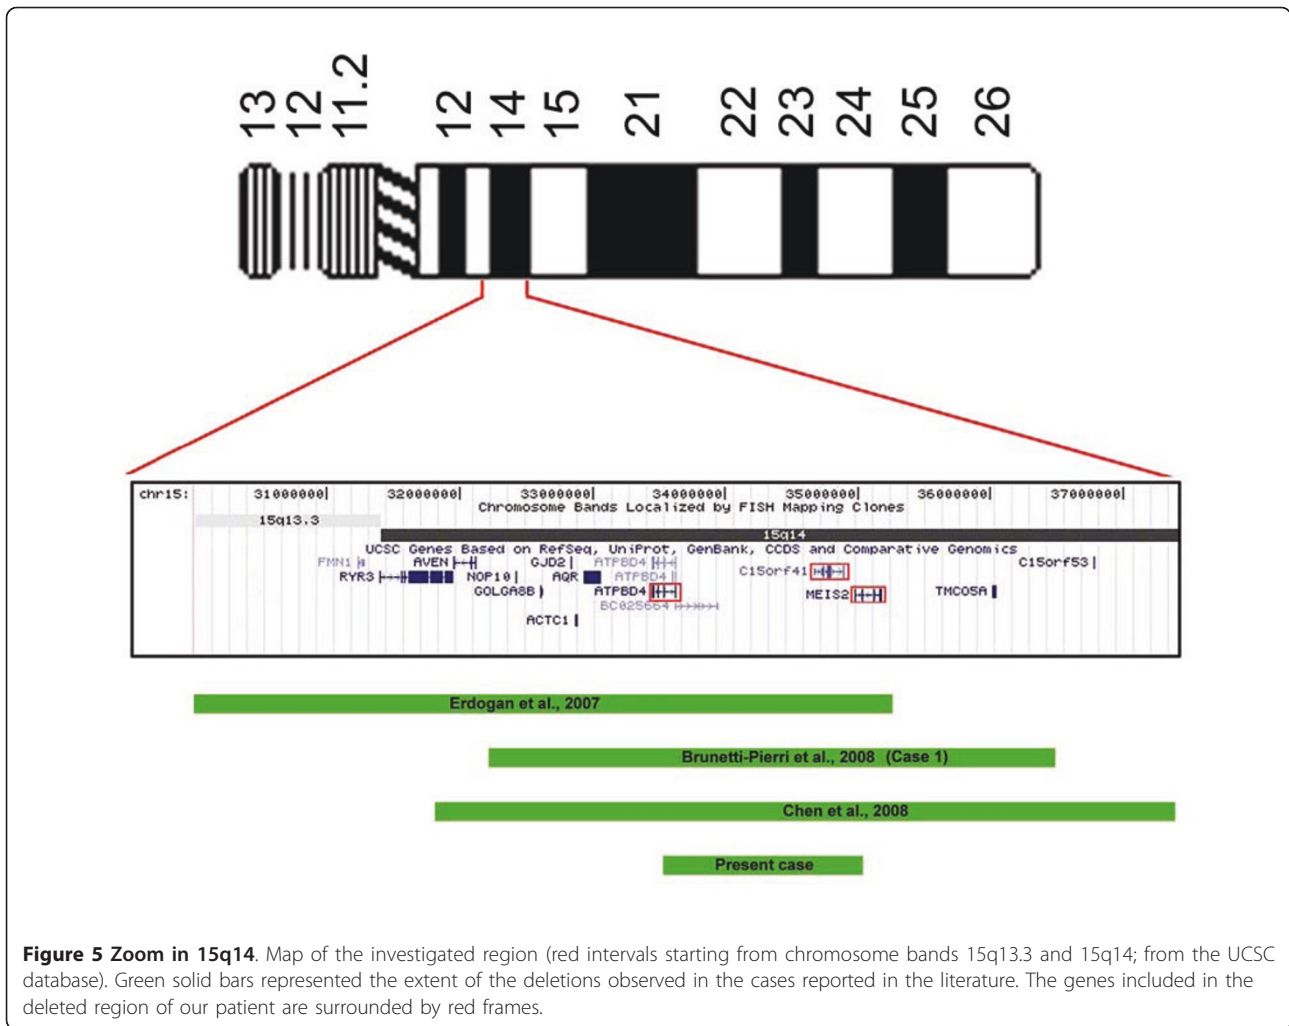 13 12 11.2 12 14 15 21 22 23 24 25 26
chr15: 31000000| 32000000| 33000000| 34000000| 35000000| 36000000| 37000000|
Chromosome Bands Localized by FISH Mapping Clones
15q13.3
15q14
UCSC Genes Based on RefSeq, UniProt, GenBank, CCDS and Comparative Genomics
FMN1 AVEN GJD2 ATPBD4 C15orf53
RYR3 NOP10 AQR ATPBD4 C15orf41
GOLGA8B ATPBD4 MEIS2 TMCO5A
BC025664
ACTC1
Erdogan et al., 2007
Brunetti-Pierri et al., 2008 (Case 1)
Chen et al., 2008
Present case
Figure 5 Zoom in 15q14. Map of the investigated region (red intervals starting from chromosome bands 15q13.3 and 15q14; from the UCSC
database). Green solid bars represented the extent of the deletions observed in the cases reported in the literature. The genes included in the
deleted region of our patient are surrounded by red frames.